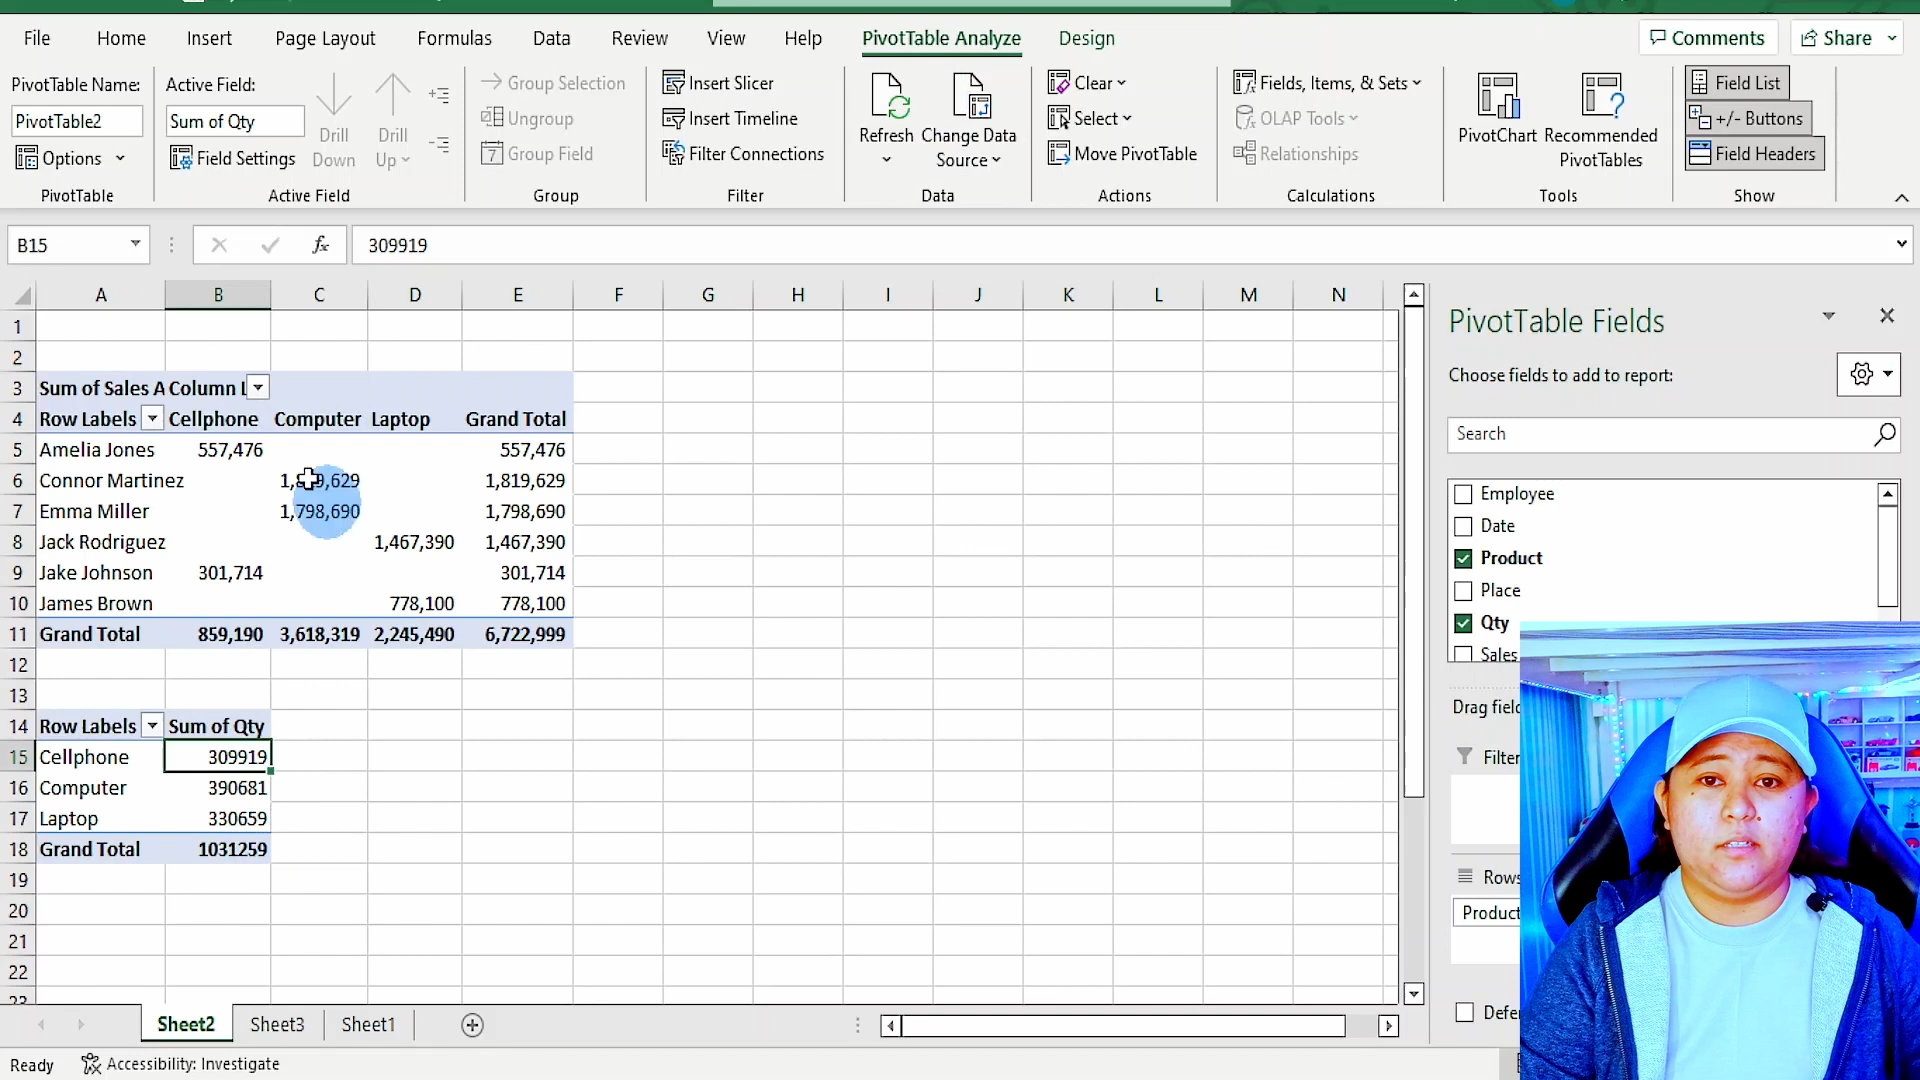 File Home Insert Page Layout Formulas Data Review View Help PivotTable Analyze Design Comments Share
PivotTable Name:
PivotTable2
Options
PivotTable
Active Field:
Sum of Qty
Field Settings
Drill Down
Drill Up
Active Field
Group Selection
Ungroup
Group Field
Group
Insert Slicer
Insert Timeline
Filter Connections
Filter
Refresh
Change Data Source
Data
Clear
Select
Move PivotTable
Actions
Fields, Items, & Sets
OLAP Tools
Relationships
Calculations
PivotChart
Recommended PivotTables
Tools
Field List
+/- Buttons
Field Headers
Show
B15 fx 309919
A B C D E F G H I J K L M N
1
2
3 Sum of Sales A Column L
4 Row Labels Cellphone Computer Laptop Grand Total
5 Amelia Jones 557,476 557,476
6 Connor Martinez 1,819,629 1,819,629
7 Emma Miller 1,798,690 1,798,690
8 Jack Rodriguez 1,467,390 1,467,390
9 Jake Johnson 301,714 301,714
10 James Brown 778,100 778,100
11 Grand Total 859,190 3,618,319 2,245,490 6,722,999
12
13
14 Row Labels Sum of Qty
15 Cellphone 309919
16 Computer 390681
17 Laptop 330659
18 Grand Total 1031259
19
20
21
22
23
PivotTable Fields
Choose fields to add to report:
Search
Employee
Date
Product
Place
Qty
Sales
Drag fiel
Filter
Rows
Product
Defe
Sheet2 Sheet3 Sheet1
Ready Accessibility: Investigate